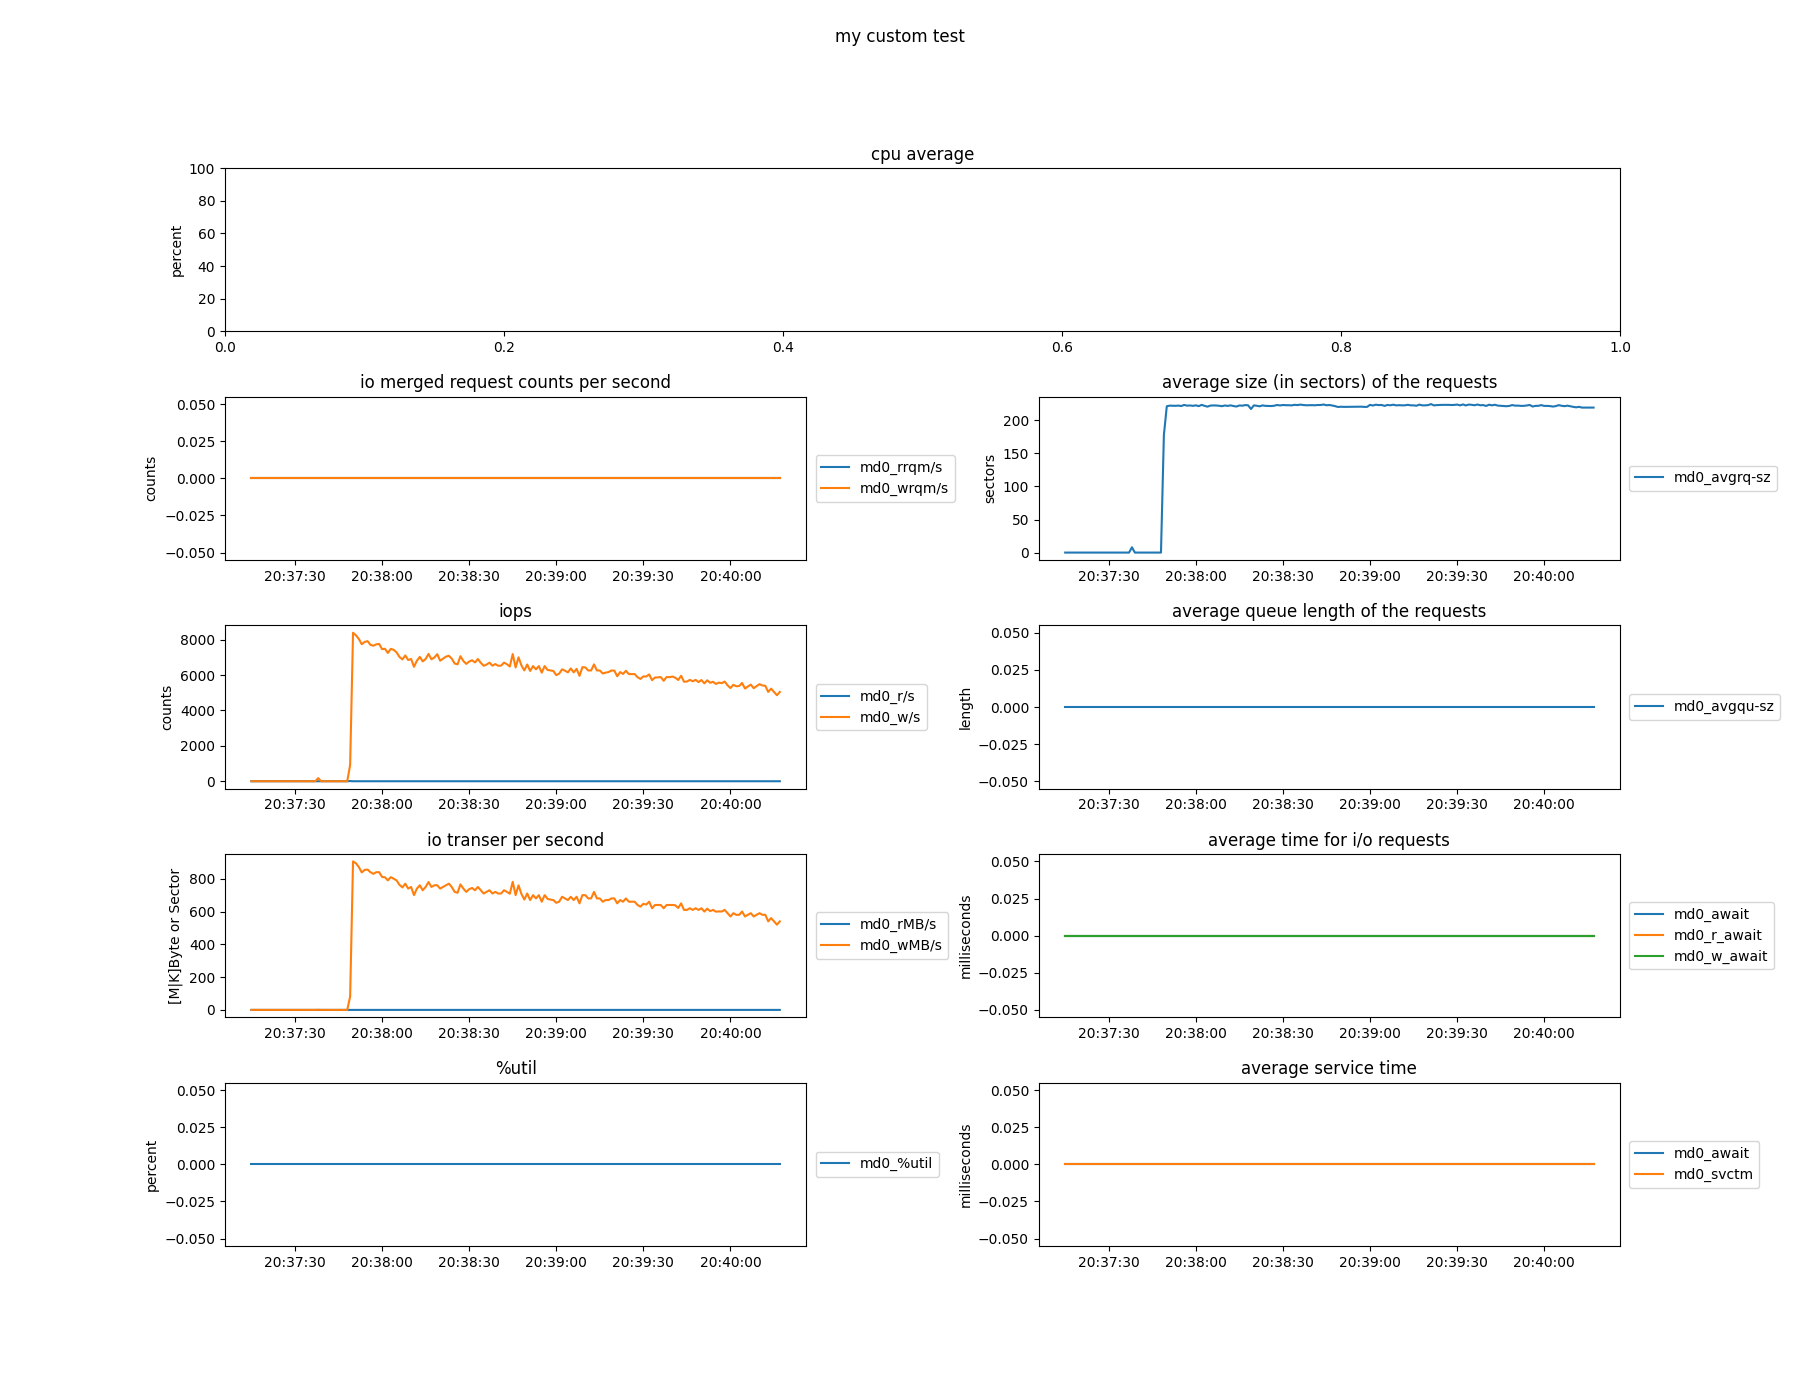 my custom test
cpu average
percent
100
80
60
40
20
0
0.0 0.2 0.4 0.6 0.8 1.0
io merged request counts per second
counts
0.050
0.025
0.000
−0.025
−0.050
20:37:30 20:38:00 20:38:30 20:39:00 20:39:30 20:40:00
md0_rrqm/s
md0_wrqm/s
average size (in sectors) of the requests
sectors
200
150
100
50
0
20:37:30 20:38:00 20:38:30 20:39:00 20:39:30 20:40:00
md0_avgrq-sz
iops
counts
8000
6000
4000
2000
0
20:37:30 20:38:00 20:38:30 20:39:00 20:39:30 20:40:00
md0_r/s
md0_w/s
average queue length of the requests
length
0.050
0.025
0.000
−0.025
−0.050
20:37:30 20:38:00 20:38:30 20:39:00 20:39:30 20:40:00
md0_avgqu-sz
io transer per second
[M|K]Byte or Sector
800
600
400
200
0
20:37:30 20:38:00 20:38:30 20:39:00 20:39:30 20:40:00
md0_rMB/s
md0_wMB/s
average time for i/o requests
milliseconds
0.050
0.025
0.000
−0.025
−0.050
20:37:30 20:38:00 20:38:30 20:39:00 20:39:30 20:40:00
md0_await
md0_r_await
md0_w_await
%util
percent
0.050
0.025
0.000
−0.025
−0.050
20:37:30 20:38:00 20:38:30 20:39:00 20:39:30 20:40:00
md0_%util
average service time
milliseconds
0.050
0.025
0.000
−0.025
−0.050
20:37:30 20:38:00 20:38:30 20:39:00 20:39:30 20:40:00
md0_await
md0_svctm